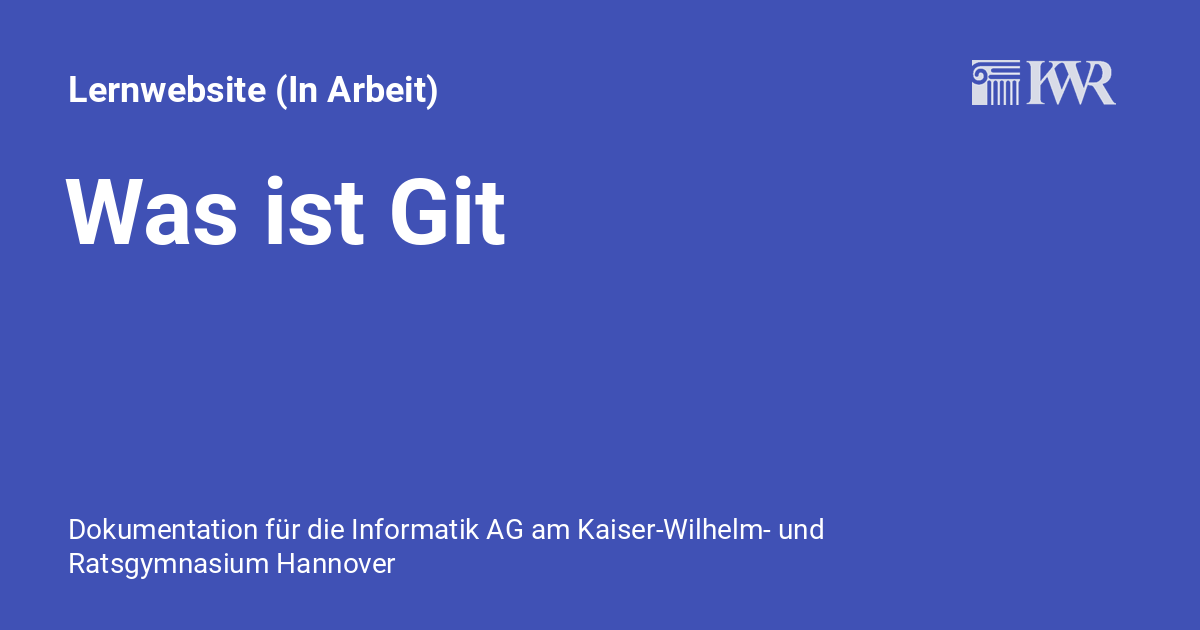 Lernwebsite (In Arbeit)
KWR
Was ist Git
Dokumentation für die Informatik AG am Kaiser-Wilhelm- und
Ratsgymnasium Hannover